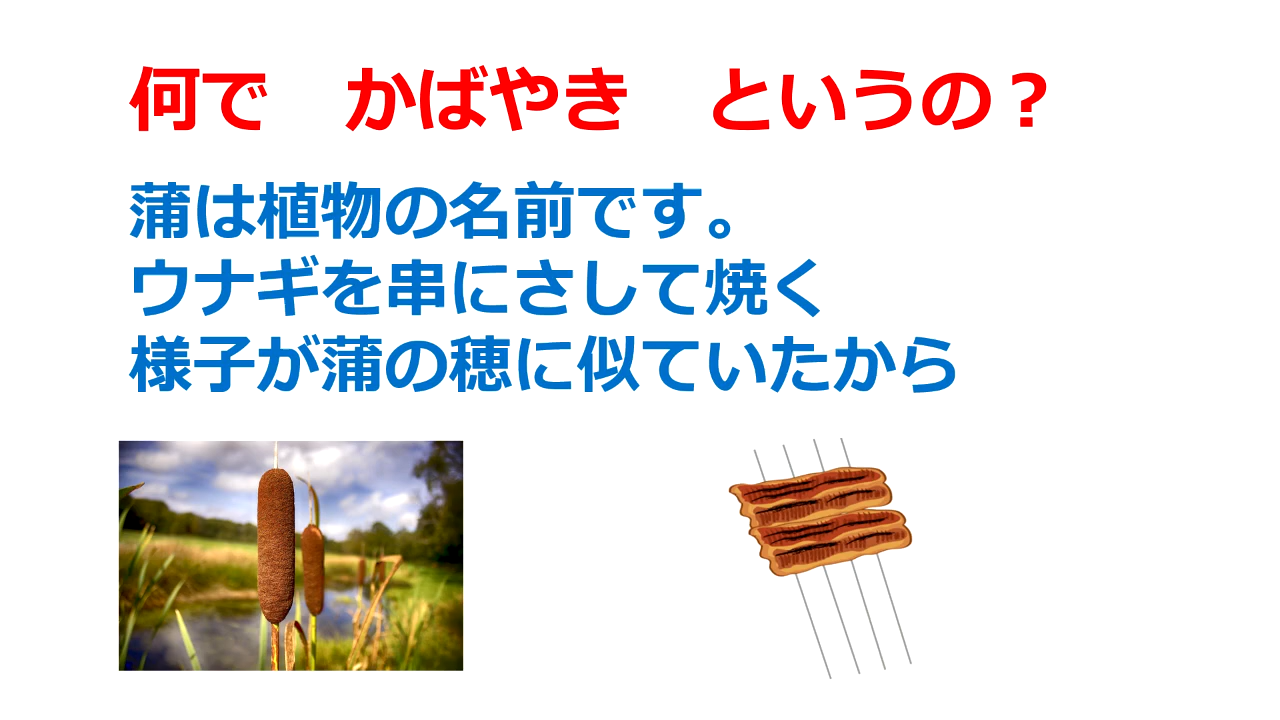 何で　かばやき　というの？
蒲は植物の名前です。
ウナギを串にさして焼く
様子が蒲の穂に似ていたから